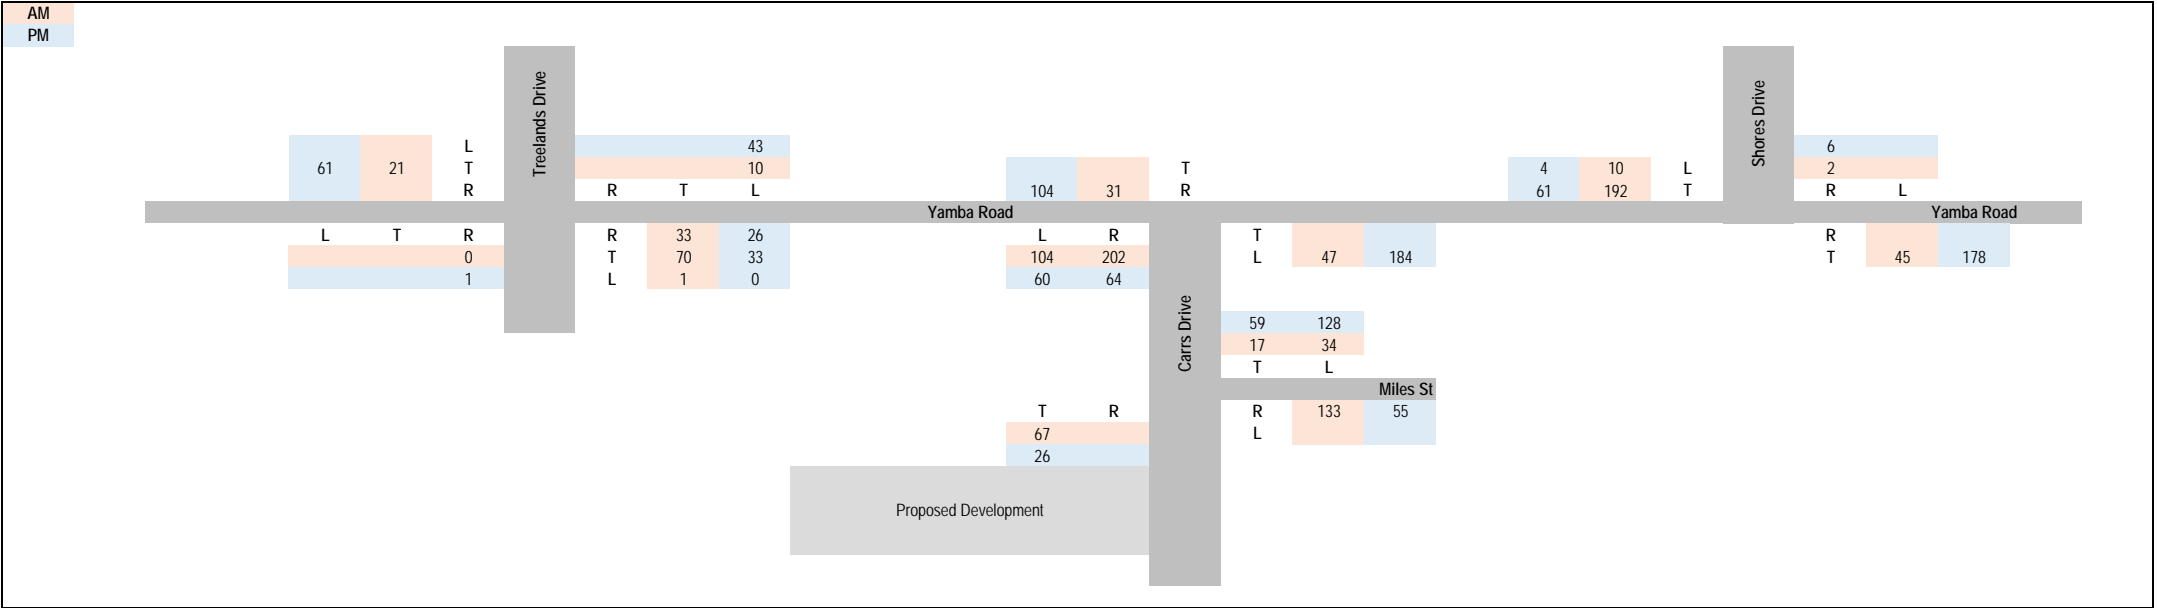 AM
PM
Treelands Drive
Shores Drive
L 43 6
61 21 T 10 T 4 10 L 2
R R T L 104 31 R 61 192 T R L
Yamba Road Yamba Road
L T R R 33 26 L R T R
0 T 70 33 104 202 L 47 184 T 45 178
1 L 1 0 60 64
Carrs Drive
59 128
17 34
T L
Miles St
T R R 133 55
67 L
26
Proposed Development